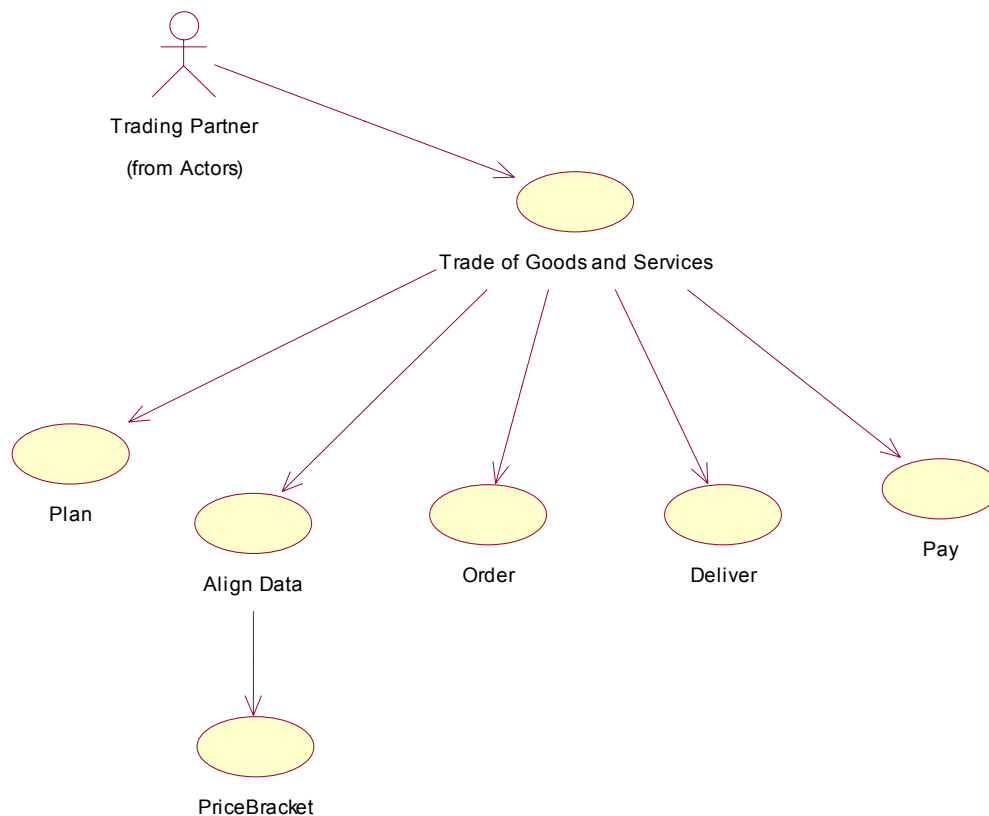 Trading Partner
(from Actors)
Trade of Goods and Services
Plan
Align Data
Order
Deliver
Pay
PriceBracket